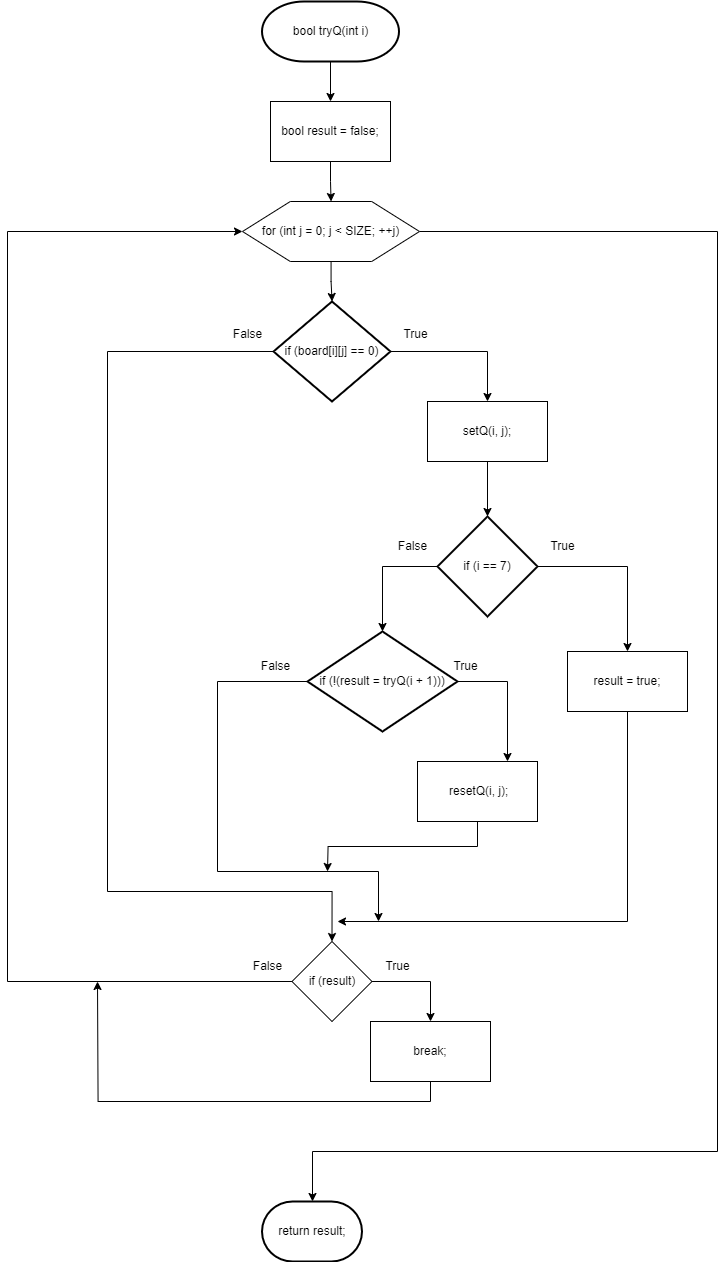 bool tryQ(int i)
bool result = false;
for (int j = 0; j < SIZE; ++j)
False
True
if (board[i][j] == 0)
setQ(i, j);
False
True
if (i == 7)
False
True
if (!(result = tryQ(i + 1)))
result = true;
resetQ(i, j);
False
True
if (result)
break;
return result;